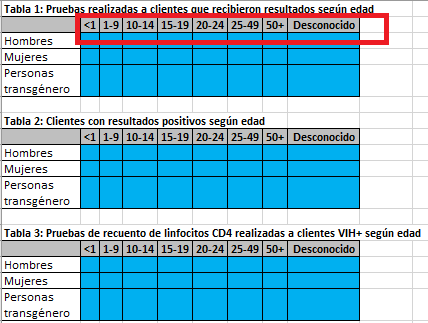 Tabla 1: Pruebas realizadas a clientes que recibieron resultados según edad
<1 1-9 10-14 15-19 20-24 25-49 50+ Desconocido
Hombres
Mujeres
Personas
transgénero
Tabla 2: Clientes con resultados positivos según edad
<1 1-9 10-14 15-19 20-24 25-49 50+ Desconocido
Hombres
Mujeres
Personas
transgénero
Tabla 3: Pruebas de recuento de linfocitos CD4 realizadas a clientes VIH+ según edad
<1 1-9 10-14 15-19 20-24 25-49 50+ Desconocido
Hombres
Mujeres
Personas
transgénero